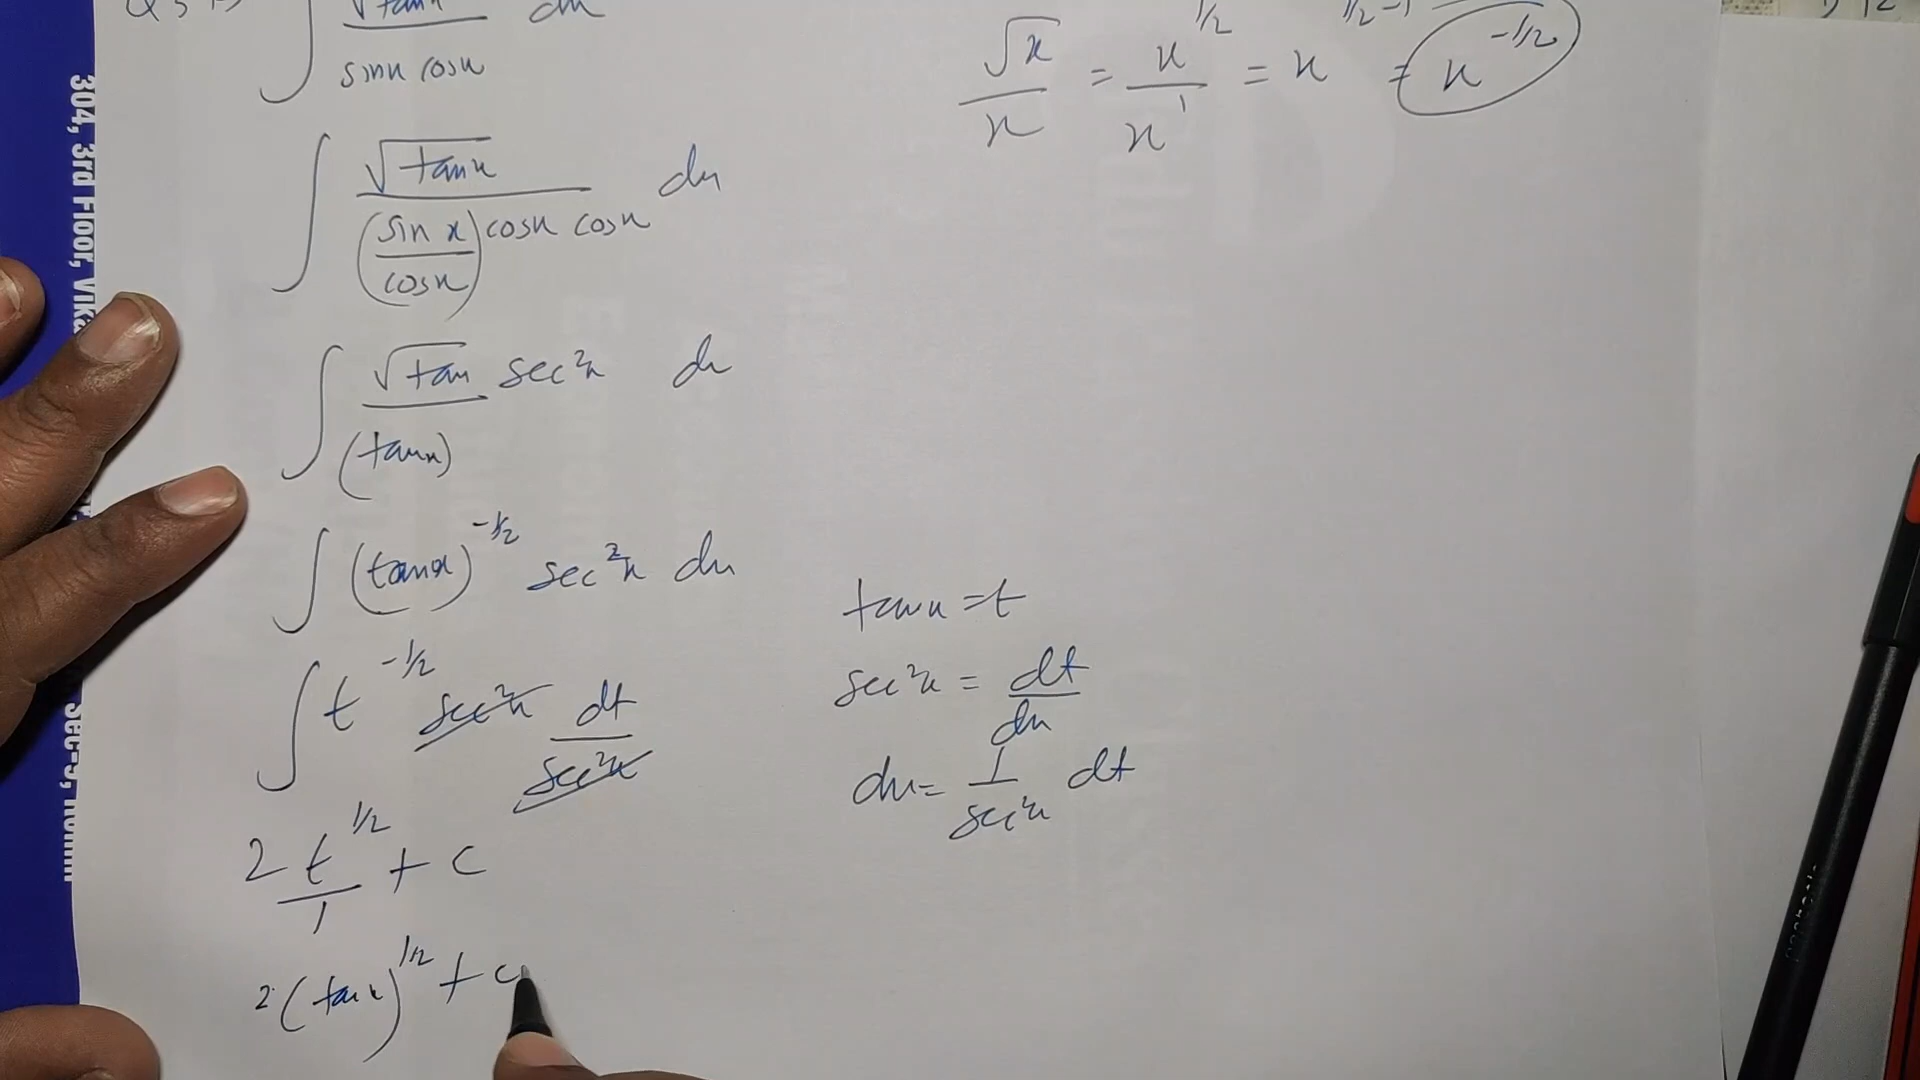 ∫ √tanx / sinx cosx dx
√x / x = x^1/2 / x^1 = x^1/2-1 = x^-1/2
∫ √tanx / (sin x / cosx) cosx cosx dx
∫ √tan sec²x / (tanx) dx
∫ (tanx)^-1/2 sec²x dx
∫ t^-1/2 sec²x dt / sec²x
tanx = t
sec²x = dt / dx
dx = 1 / sec²x dt
2 t^1/2 / 1 + c
2 (tanx)^1/2 + c
304, 3rd Floor,